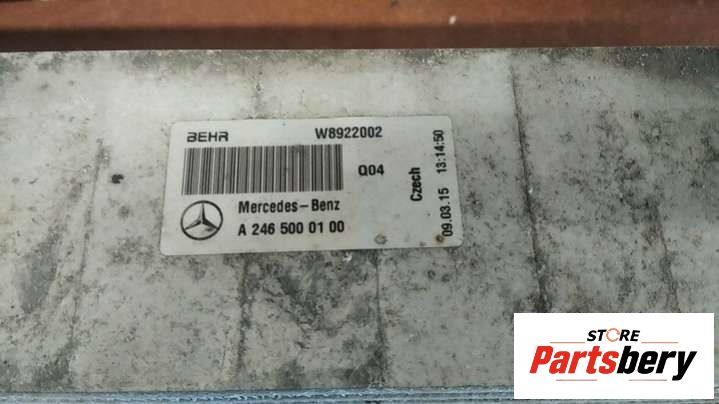 BEHR W8922002
Q04
Mercedes-Benz
A 246 500 01 00
Czech
09.03.15 13:14:50
STORE
Partsbery